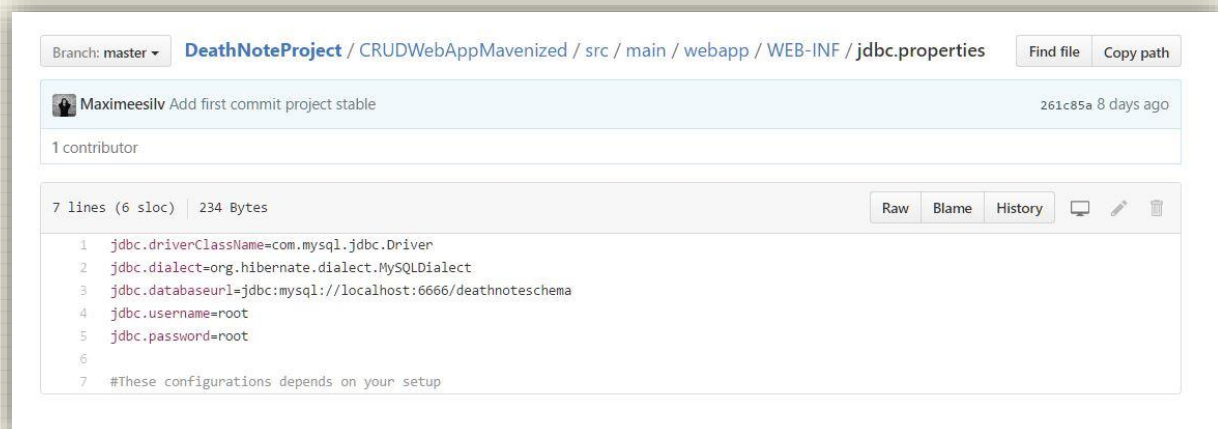 Branch: master DeathNoteProject / CRUDWebAppMavenized / src / main / webapp / WEB-INF / jdbc.properties Find file Copy path
Maximeesilv Add first commit project stable 261c85a 8 days ago
1 contributor
7 lines (6 sloc) 234 Bytes Raw Blame History
1 jdbc.driverClassName=com.mysql.jdbc.Driver
2 jdbc.dialect=org.hibernate.dialect.MySQLDialect
3 jdbc.databaseurl=jdbc:mysql://localhost:6666/deathnoteschema
4 jdbc.username=root
5 jdbc.password=root
6
7 #These configurations depends on your setup